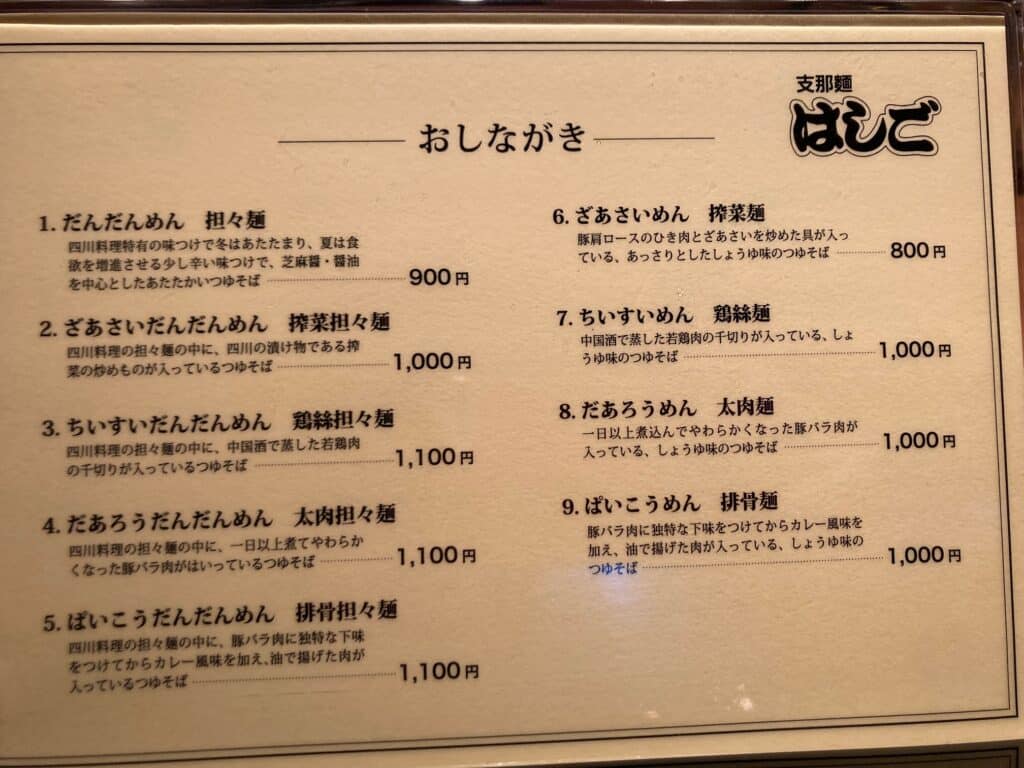 支那麵
はしご
おしながき
1. だんだんめん 担々麺
四川料理特有の味つけで冬はあたたまり、夏は食
欲を増進させる少し辛い味つけで、芝麻醤・醤油
を中心としたあたたかいつゆそば 900円
2. ざあさいだんだんめん 搾菜担々麺
四川料理の担々麺の中に、四川の漬け物である搾
菜の炒めものが入っているつゆそば 1,000円
3. ちいすいだんだんめん 鶏絲担々麺
四川料理の担々麺の中に、中国酒で蒸した若鶏肉
の千切りが入っているつゆそば 1,100円
4. だあろうだんだんめん 太肉担々麺
四川料理の担々麺の中に、一日以上煮てやわらか
くなった豚バラ肉がはいっているつゆそば 1,100円
5. ぱいこうだんだんめん 排骨担々麺
四川料理の担々麺の中に、豚バラ肉に独特な下味
をつけてからカレー風味を加え、油で揚げた肉が
入っているつゆそば 1,100円
6. ざあさいめん 搾菜麺
豚肩ロースのひき肉とざあさいを炒めた具が入っ
ている、あっさりとしたしょうゆ味のつゆそば 800円
7. ちいすいめん 鶏絲麺
中国酒で蒸した若鶏肉の千切りが入っている、しょ
うゆ味のつゆそば 1,000円
8. だあろうめん 太肉麺
一日以上煮込んでやわらかくなった豚バラ肉が
入っている、しょうゆ味のつゆそば 1,000円
9. ぱいこうめん 排骨麺
豚バラ肉に独特な下味をつけてからカレー風味を
加え、油で揚げた肉が入っている、しょうゆ味の
つゆそば 1,000円